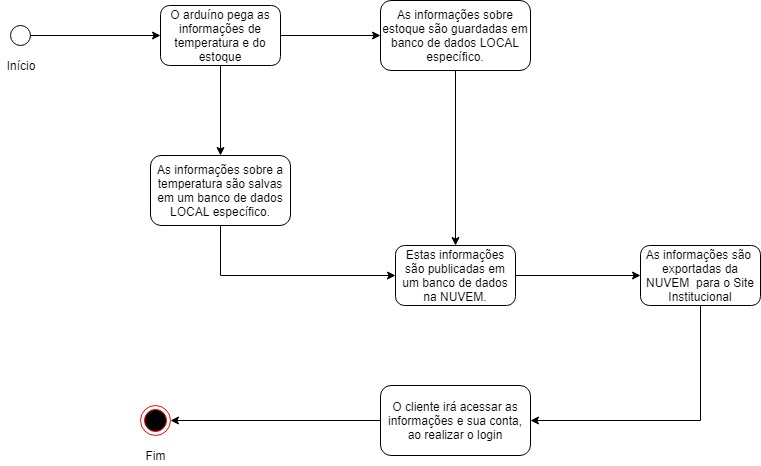 O arduíno pega as
informações de
temperatura e do
estoque
As informações sobre
estoque são guardadas em
banco de dados LOCAL
específico.
Início
As informações sobre a
temperatura são salvas
em um banco de dados
LOCAL específico.
Estas informações
são publicadas em
um banco de dados
na NUVEM.
As informações são
exportadas da
NUVEM para o Site
Institucional
O cliente irá acessar as
informações e sua conta,
ao realizar o login
Fim